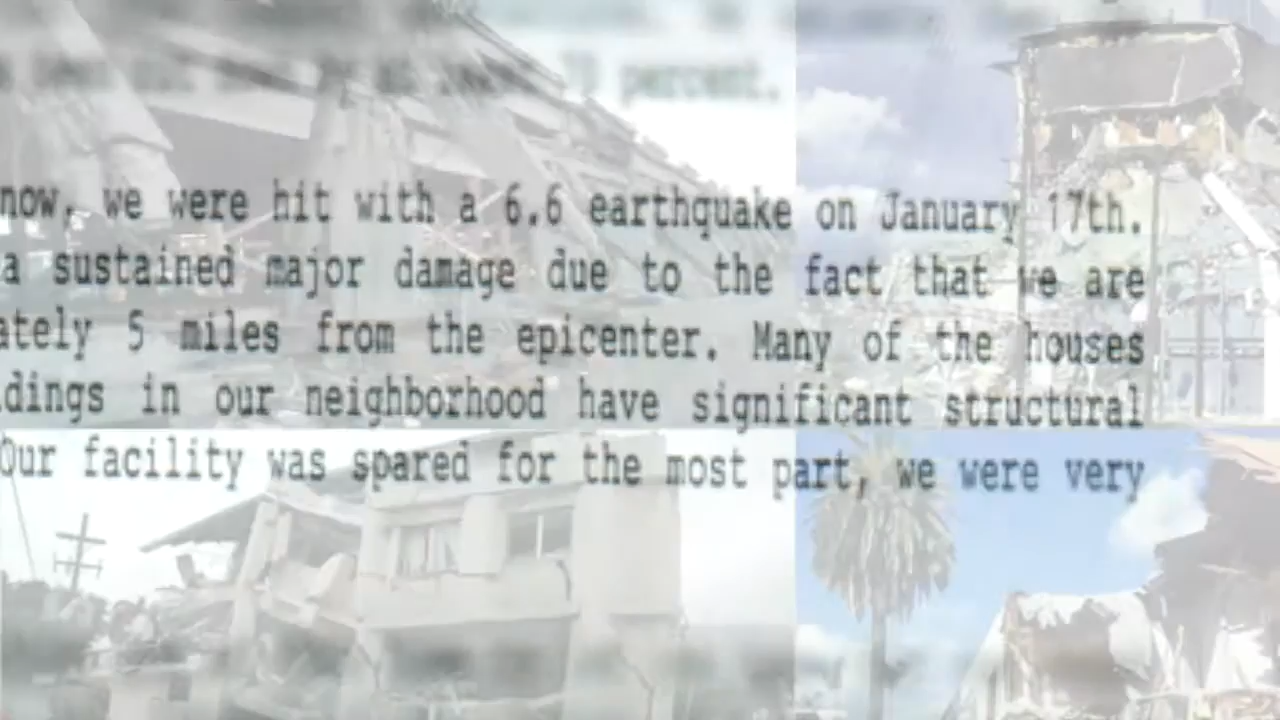 percent.
now, we were hit with a 6.6 earthquake on January 17th.
a sustained major damage due to the fact that we are
ately 5 miles from the epicenter. Many of the houses
dings in our neighborhood have significant structural
Our facility was spared for the most part, we were very